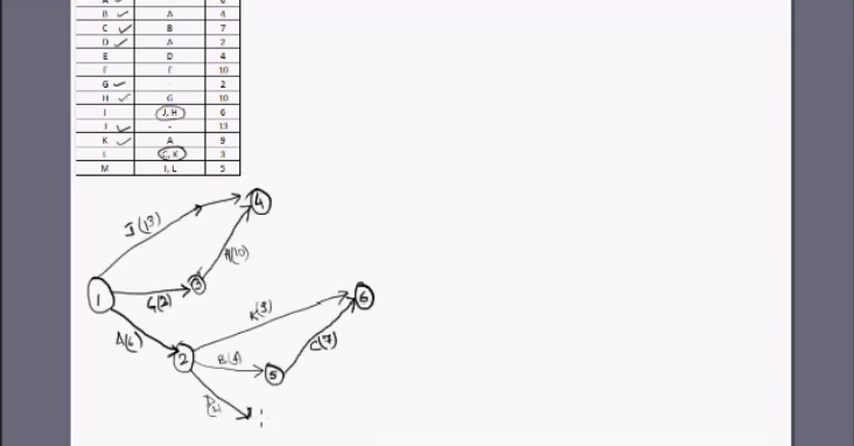 B ✓ A 4
C ✓ B 7
D ✓ A 2
E D 4
F E 10
G ✓ - 2
H ✓ G 10
I J, H 6
J ✓ - 13
K ✓ A 9
L C, K 3
M I, L 5
4
J(13)
H(10)
3
1
G(2)
6
K(9)
A(6)
C(7)
2
B(4)
5